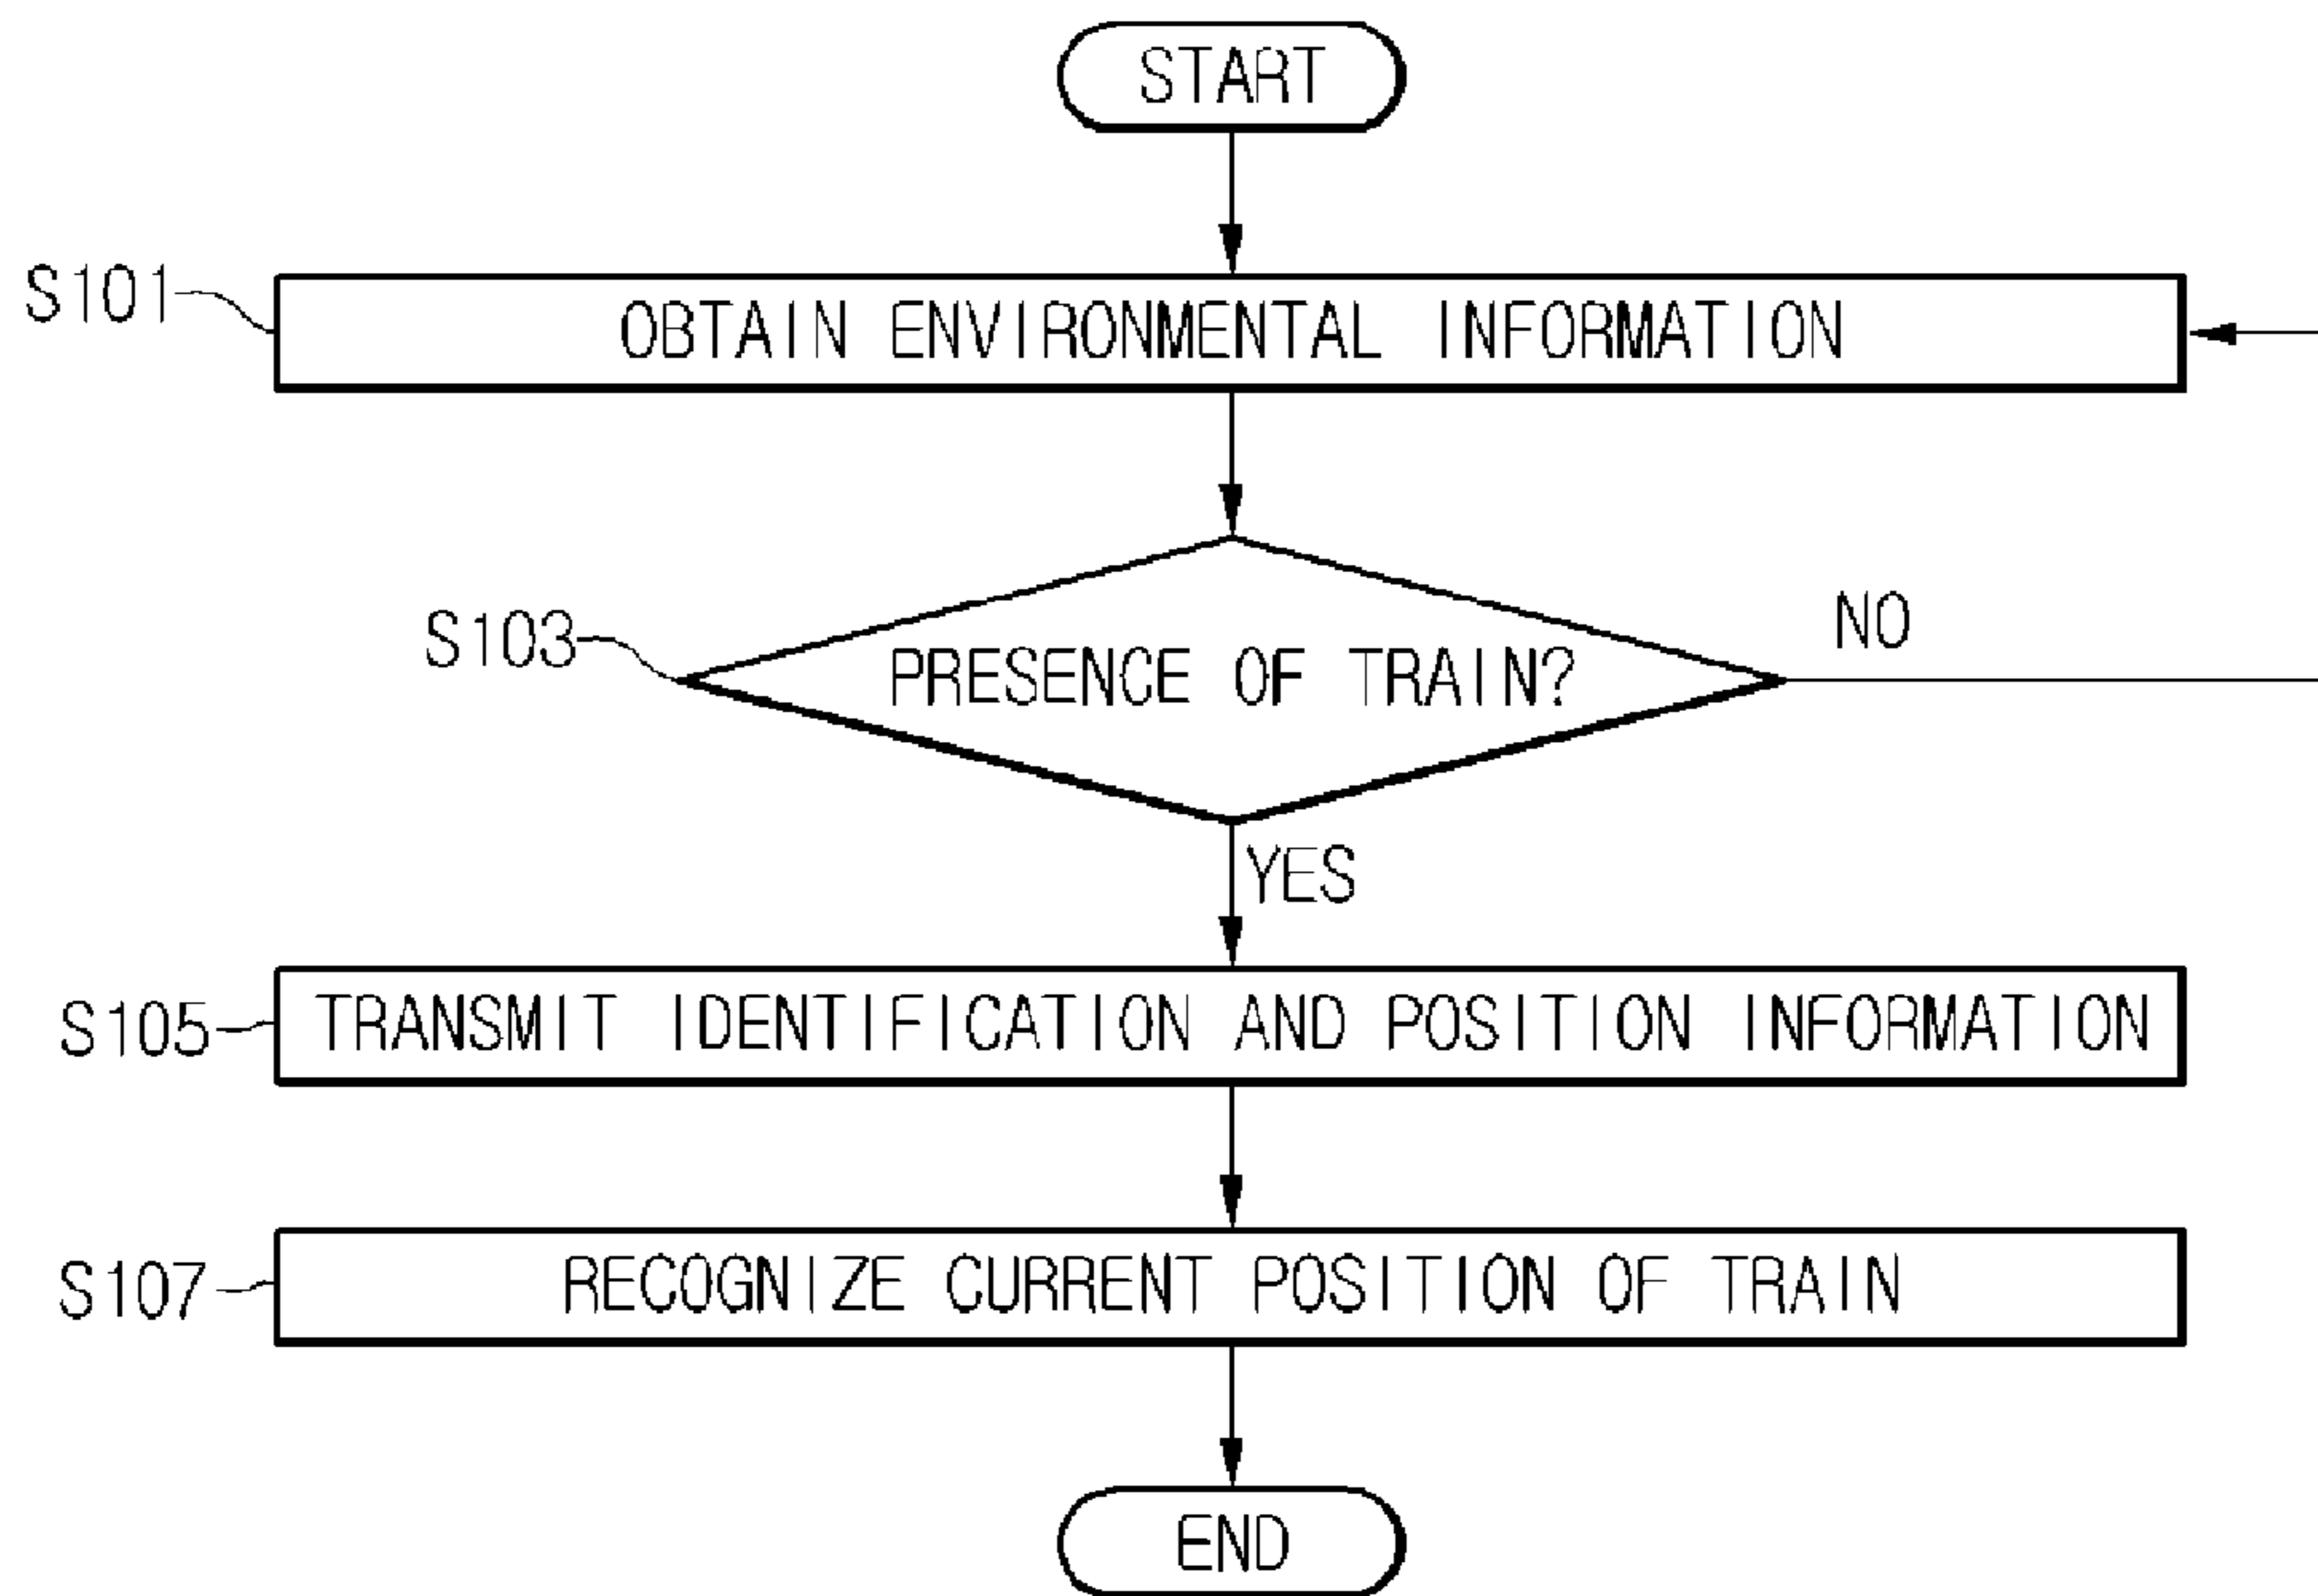 START
S101
OBTAIN ENVIRONMENTAL INFORMATION
S103
PRESENCE OF TRAIN?
NO
YES
S105
TRANSMIT IDENTIFICATION AND POSITION INFORMATION
S107
RECOGNIZE CURRENT POSITION OF TRAIN
END